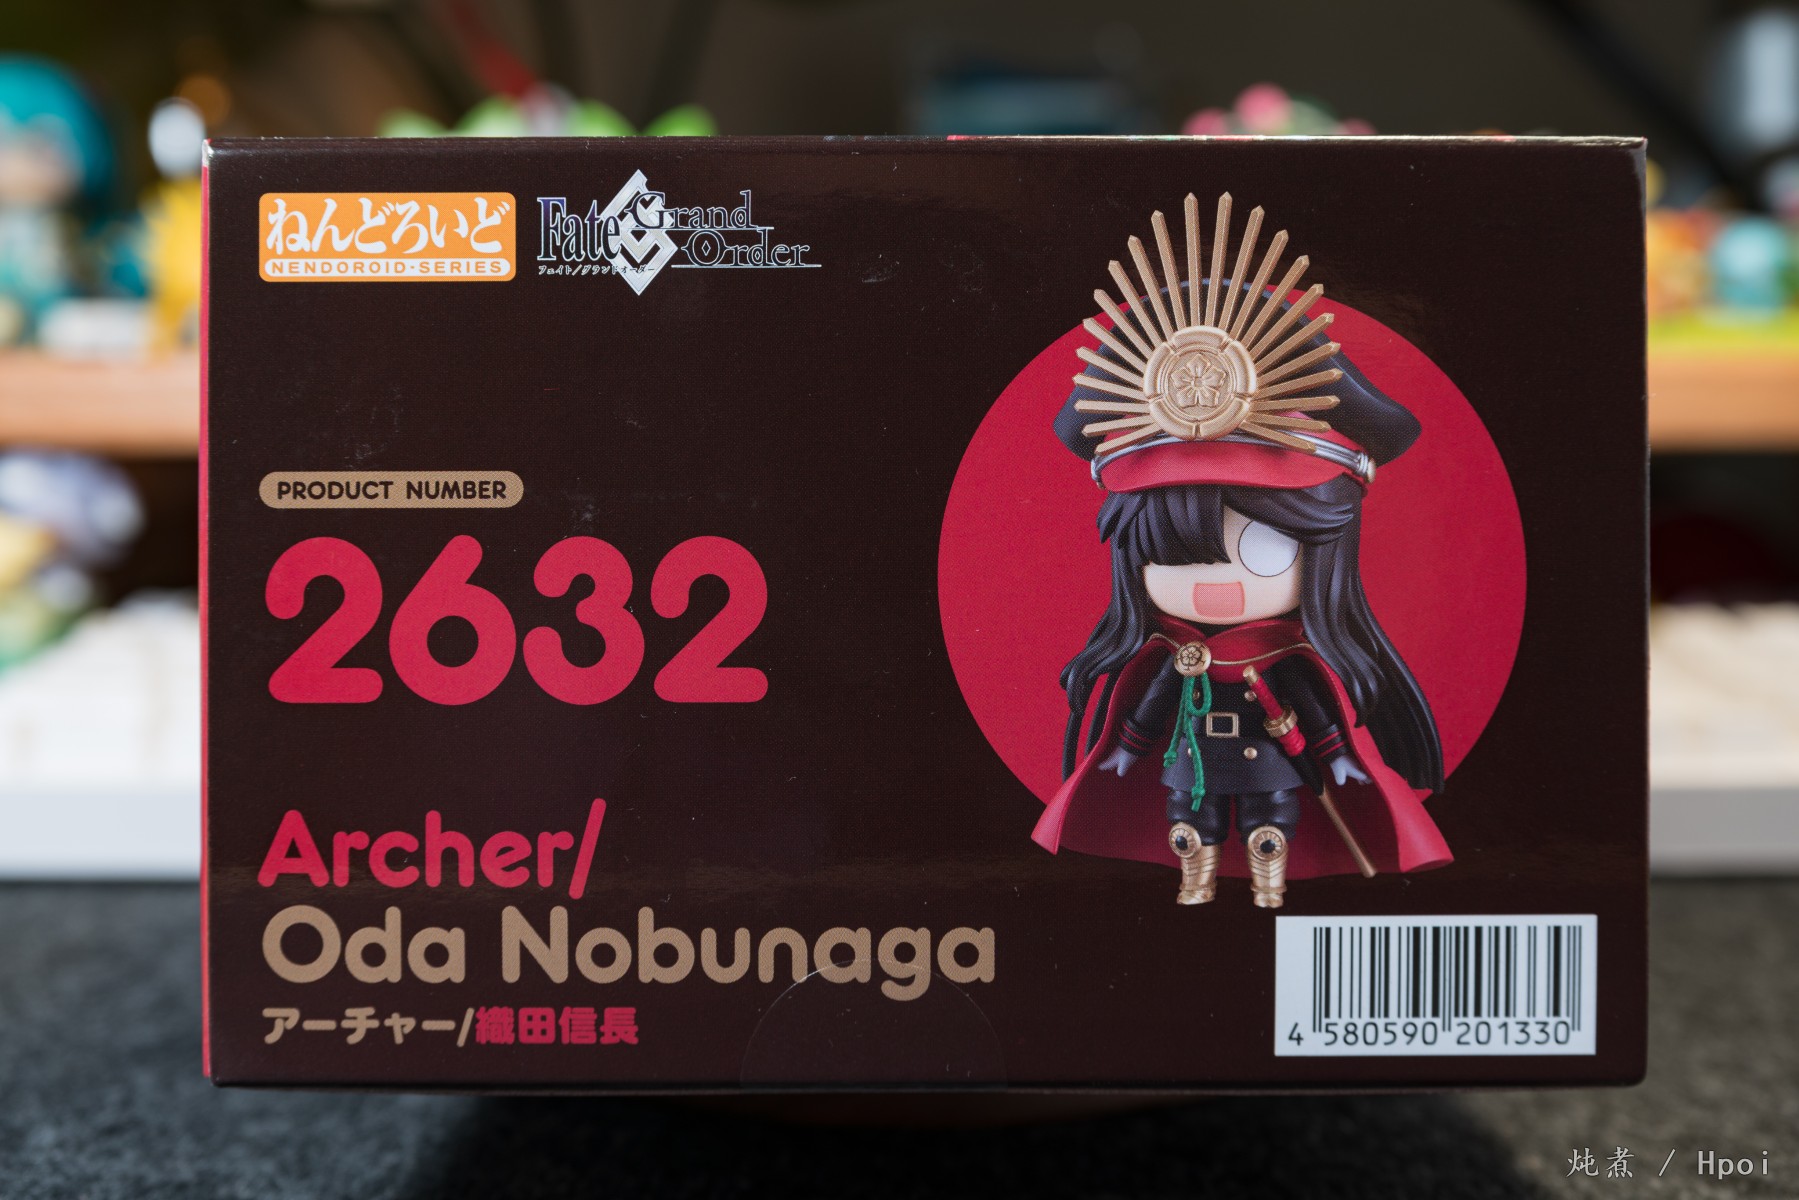 ねんどろいど
NENDOROID·SERIES
Fate/Grand Order
フェイト/グランドオーダー
PRODUCT NUMBER
2632
Archer/
Oda Nobunaga
アーチャー/織田信長
4 580590 201330
炖煮 / Hpoi